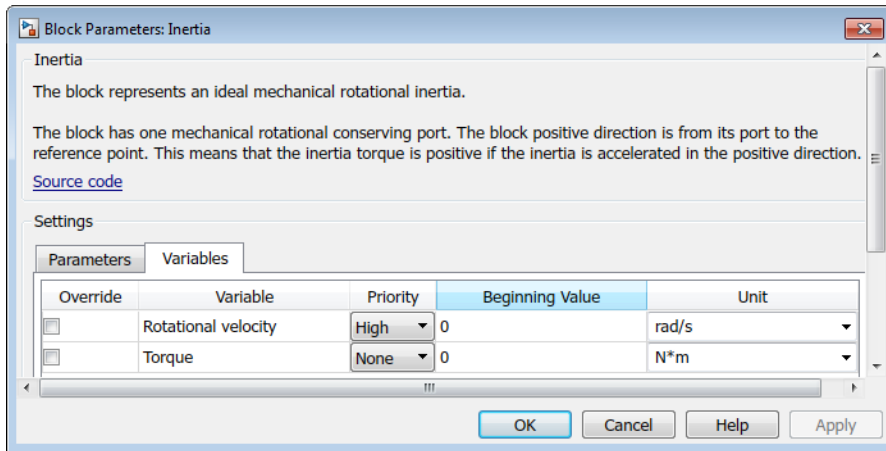 Block Parameters: Inertia
Inertia
The block represents an ideal mechanical rotational inertia.
The block has one mechanical rotational conserving port. The block positive direction is from its port to the
reference point. This means that the inertia torque is positive if the inertia is accelerated in the positive direction.
Source code
Settings
Parameters Variables
Override Variable Priority Beginning Value Unit
Rotational velocity High 0 rad/s
Torque None 0 N*m
OK Cancel Help Apply